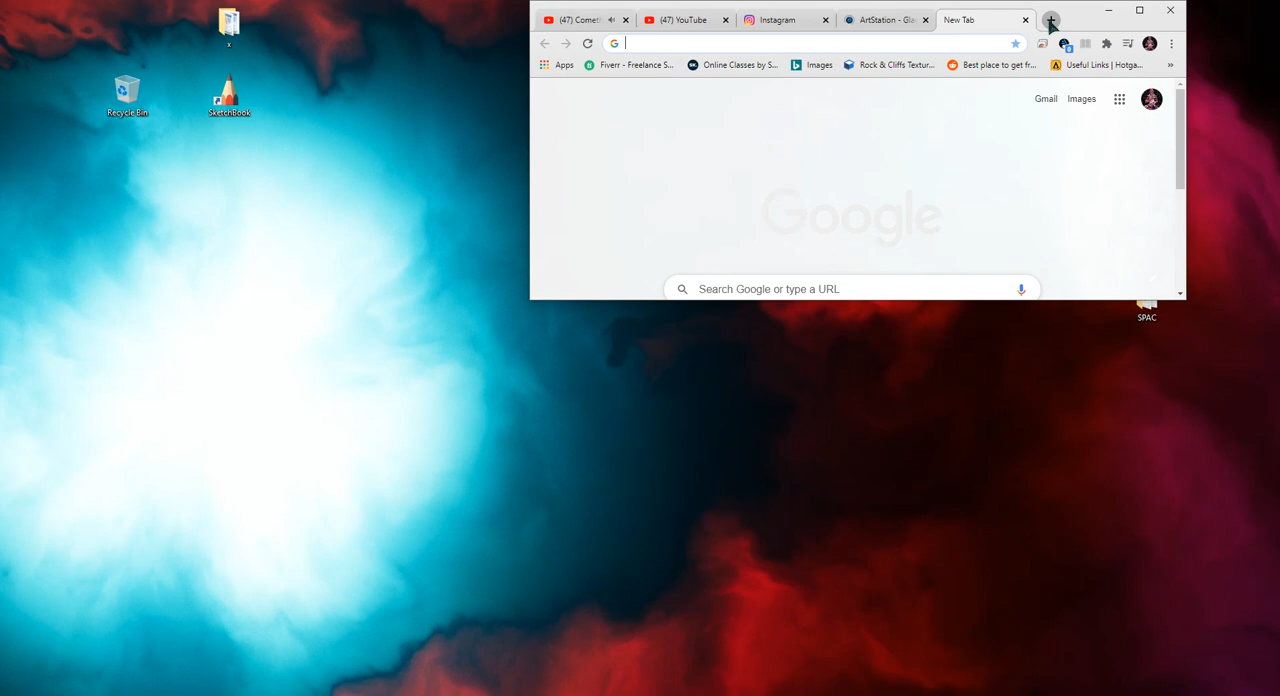 x
Recycle Bin
SketchBook
(47) Cometh
(47) YouTube
Instagram
ArtStation - Gla
New Tab
Apps
Fiverr - Freelance S...
Online Classes by S...
Images
Rock & Cliffs Textur...
Best place to get fr...
Useful Links | Hotga...
»
Gmail
Images
Google
Search Google or type a URL
SPAC